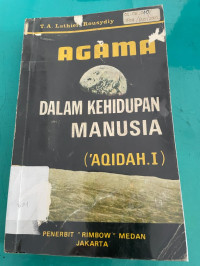 T. A. Lathief Rousydiy
AGAMA
DALAM KEHIDUPAN
MANUSIA
('AQIDAH.I)
PENERBIT "RIMBOW" MEDAN
JAKARTA